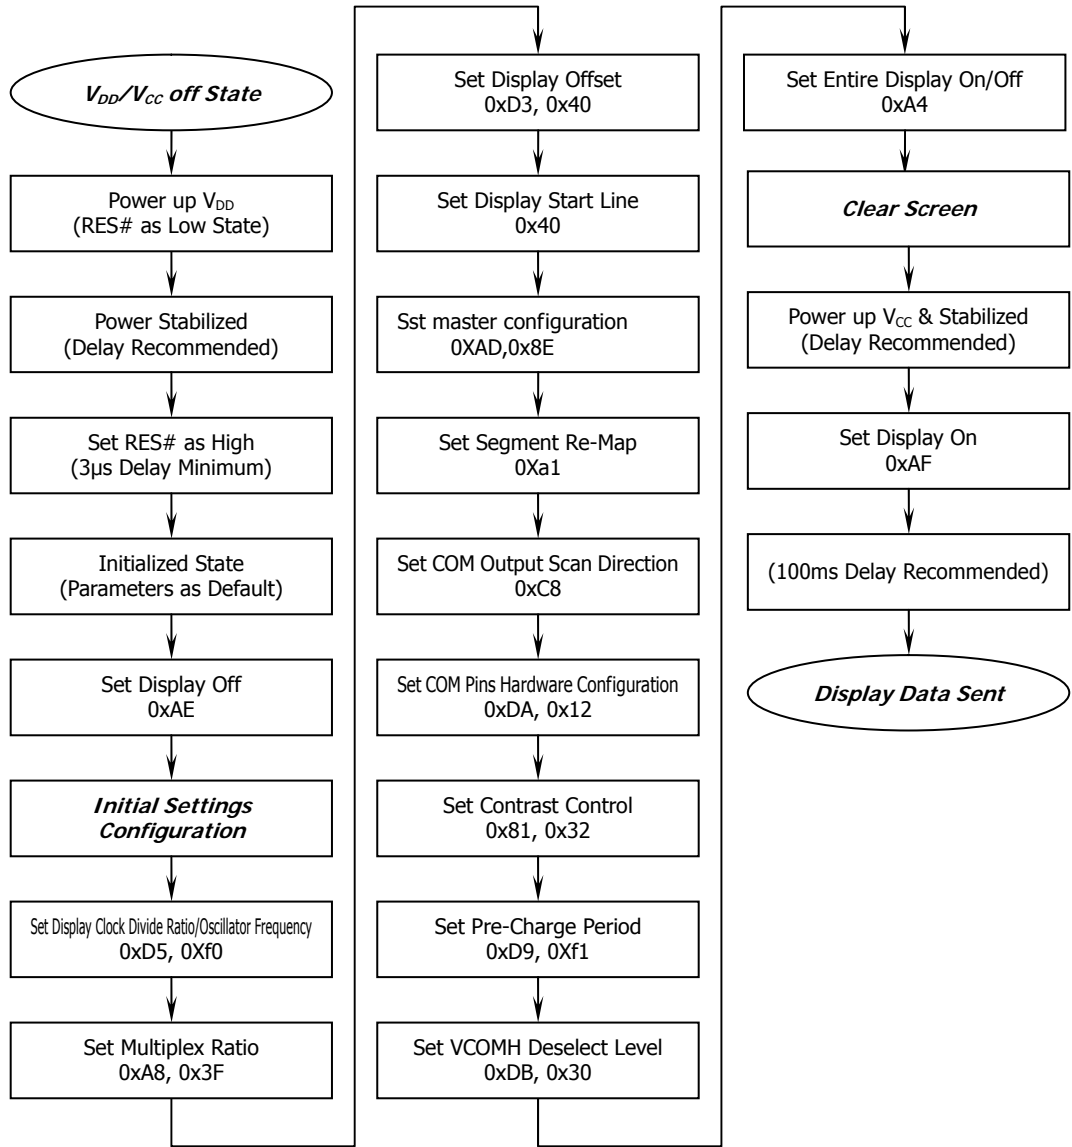 V_DD/V_CC off State
Power up V_DD
(RES# as Low State)
Power Stabilized
(Delay Recommended)
Set RES# as High
(3µs Delay Minimum)
Initialized State
(Parameters as Default)
Set Display Off
0xAE
Initial Settings
Configuration
Set Display Clock Divide Ratio/Oscillator Frequency
0xD5, 0Xf0
Set Multiplex Ratio
0xA8, 0x3F
Set Display Offset
0xD3, 0x40
Set Display Start Line
0x40
Sst master configuration
0XAD,0x8E
Set Segment Re-Map
0Xa1
Set COM Output Scan Direction
0xC8
Set COM Pins Hardware Configuration
0xDA, 0x12
Set Contrast Control
0x81, 0x32
Set Pre-Charge Period
0xD9, 0Xf1
Set VCOMH Deselect Level
0xDB, 0x30
Set Entire Display On/Off
0xA4
Clear Screen
Power up V_CC & Stabilized
(Delay Recommended)
Set Display On
0xAF
(100ms Delay Recommended)
Display Data Sent